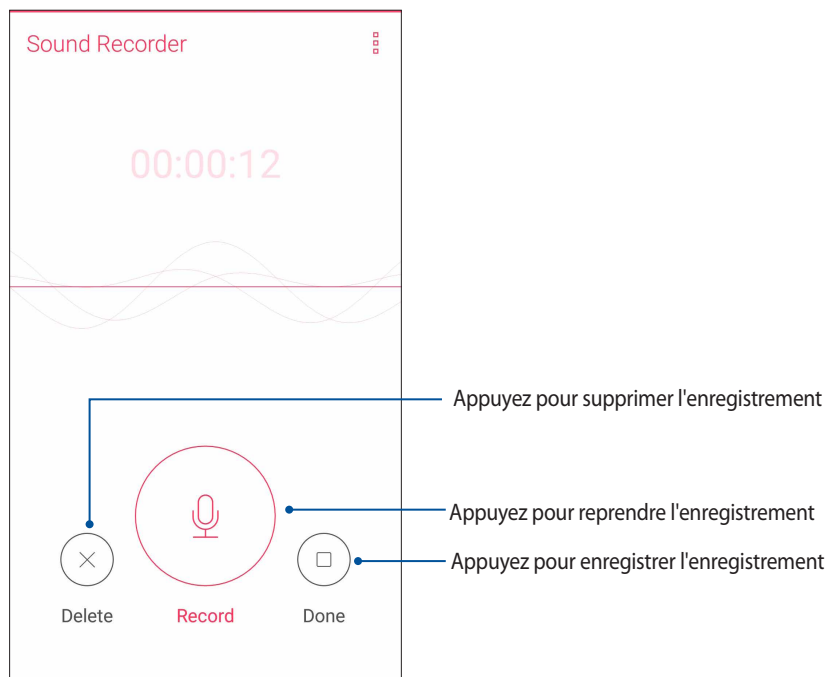 Sound Recorder
00:00:12
Appuyez pour supprimer l'enregistrement
Appuyez pour reprendre l'enregistrement
Appuyez pour enregistrer l'enregistrement
Delete
Record
Done